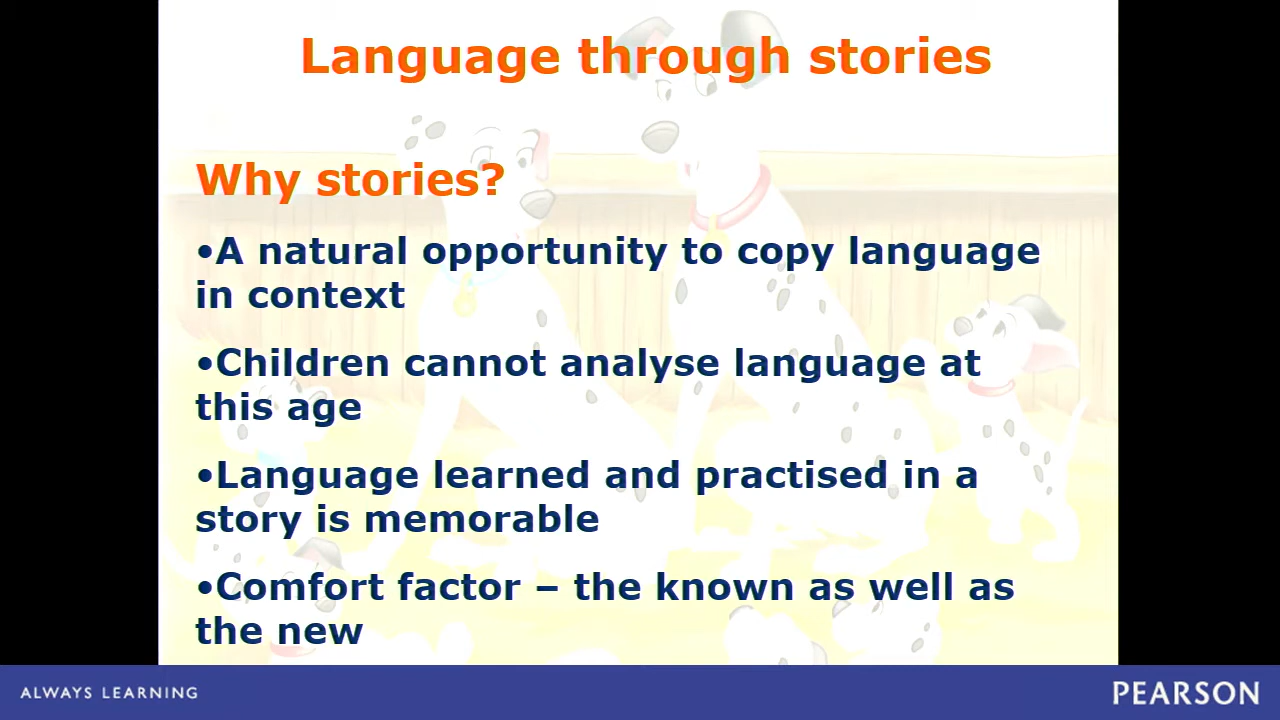 Language through stories
Why stories?
•A natural opportunity to copy language
in context
•Children cannot analyse language at
this age
•Language learned and practised in a
story is memorable
•Comfort factor – the known as well as
the new
ALWAYS LEARNING
PEARSON